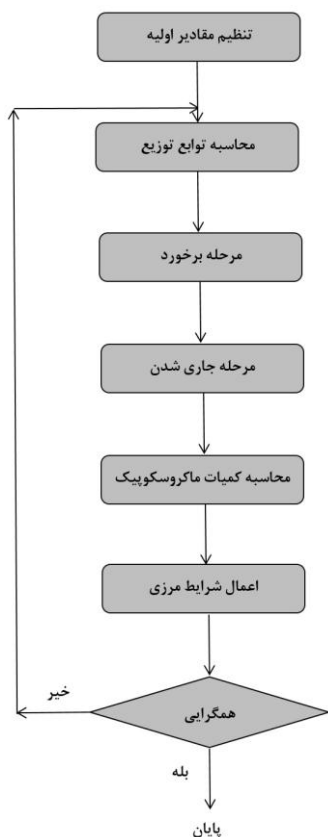 تنظیم مقادیر اولیه
محاسبه توابع توزیع
مرحله برخورد
مرحله جاری شدن
محاسبه کمیات ماکروسکوپیک
اعمال شرایط مرزی
همگرایی
خیر
بله
پایان